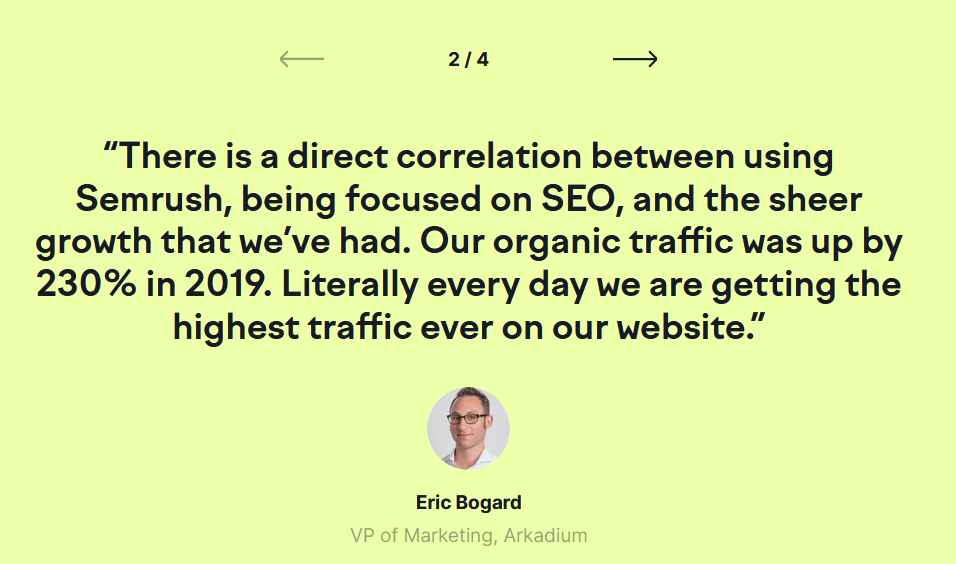 2 / 4
“There is a direct correlation between using
Semrush, being focused on SEO, and the sheer
growth that we’ve had. Our organic traffic was up by
230% in 2019. Literally every day we are getting the
highest traffic ever on our website.”
Eric Bogard
VP of Marketing, Arkadium